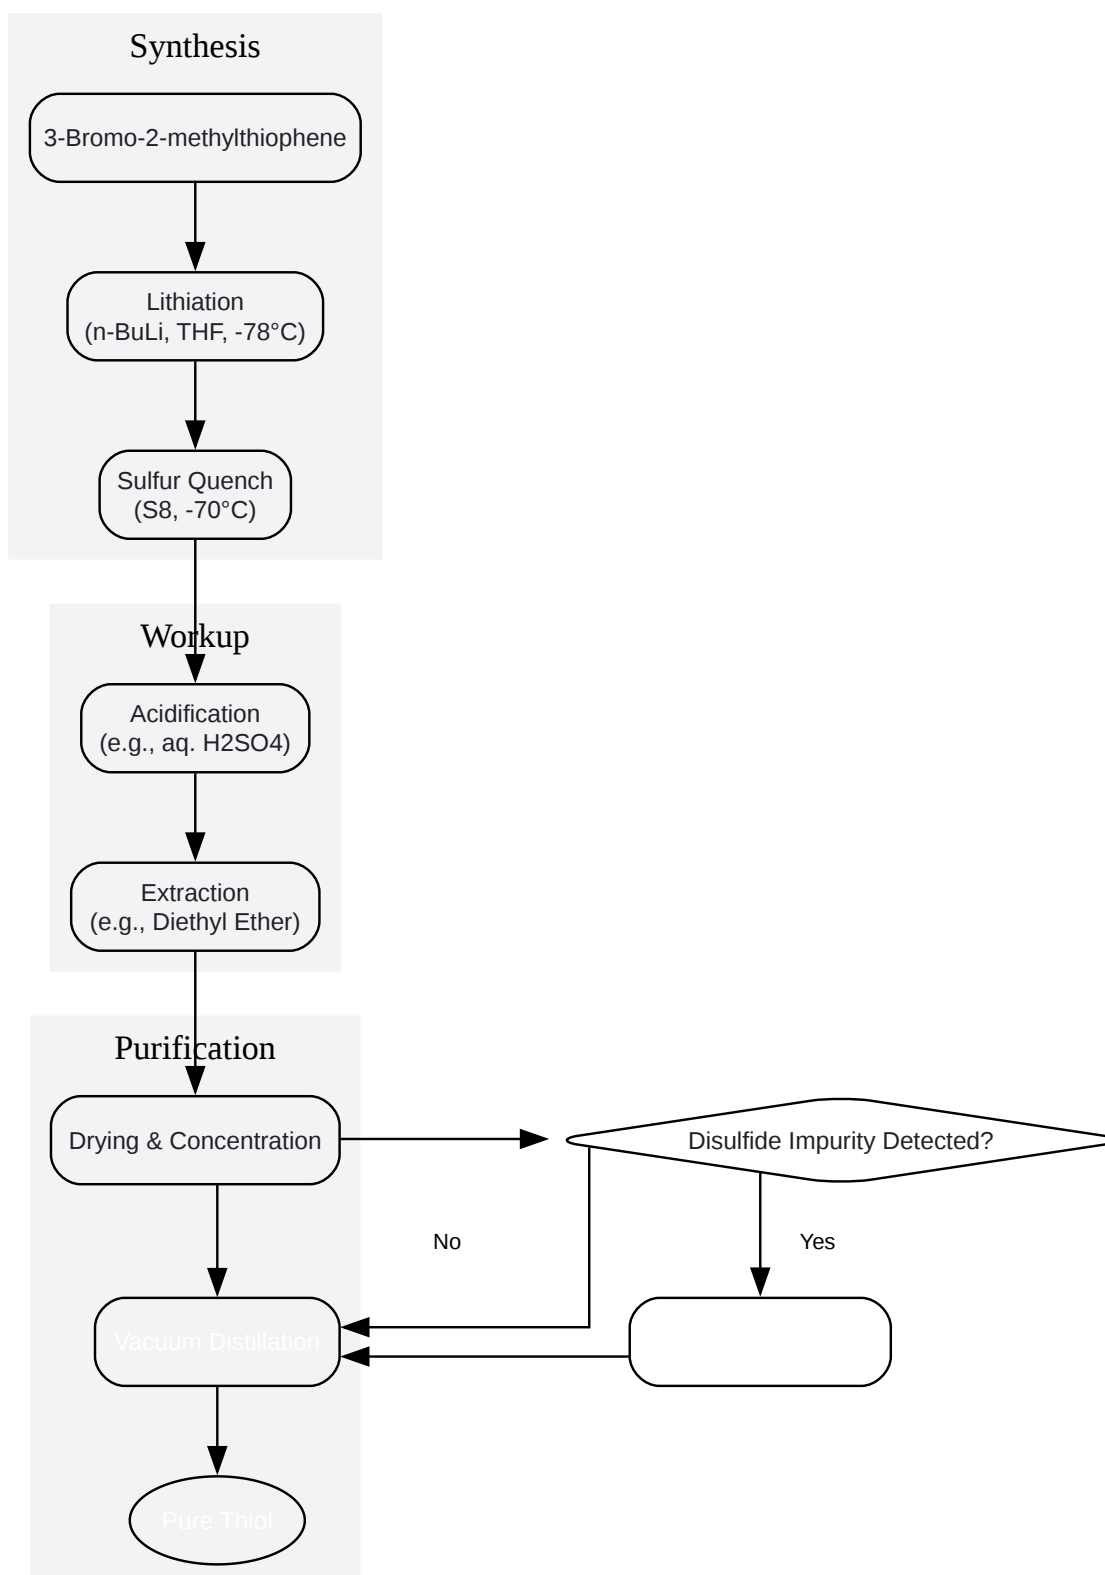 Synthesis
3-Bromo-2-methylthiophene
Lithiation
(n-BuLi, THF, -78°C)
Sulfur Quench
(S8, -70°C)
Workup
Acidification
(e.g., aq. H2SO4)
Extraction
(e.g., Diethyl Ether)
Purification
Drying & Concentration
Disulfide Impurity Detected?
No
Yes
Vacuum Distillation
Pure Thiol